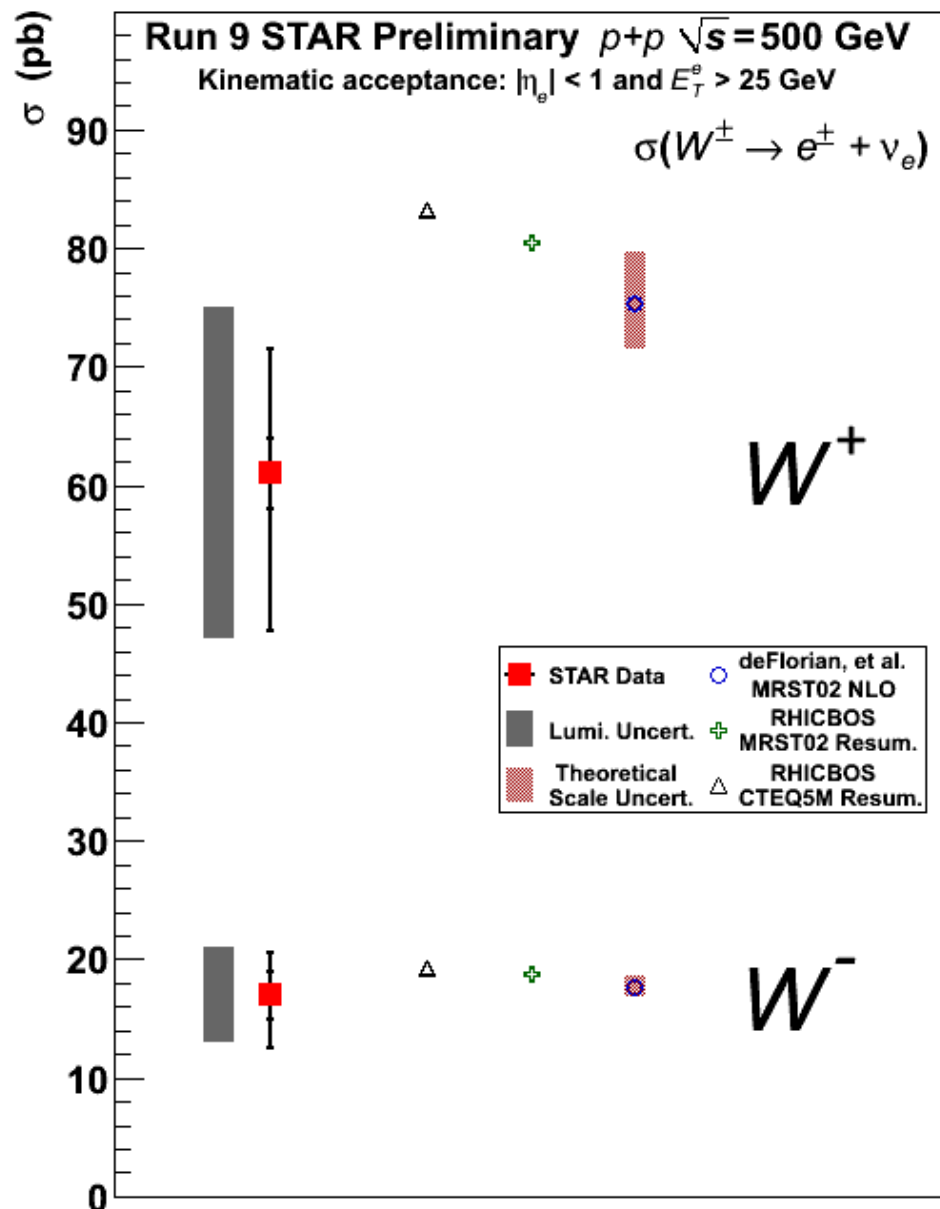 σ (pb)
Run 9 STAR Preliminary p+p √s = 500 GeV
Kinematic acceptance: |η_e| < 1 and E_T^e > 25 GeV
σ(W^± → e^± + ν_e)
90
80
70
60
50
40
30
20
10
0
W^+
STAR Data
deFlorian, et al.
MRST02 NLO
Lumi. Uncert.
RHICBOS
MRST02 Resum.
Theoretical
Scale Uncert.
RHICBOS
CTEQ5M Resum.
W^-